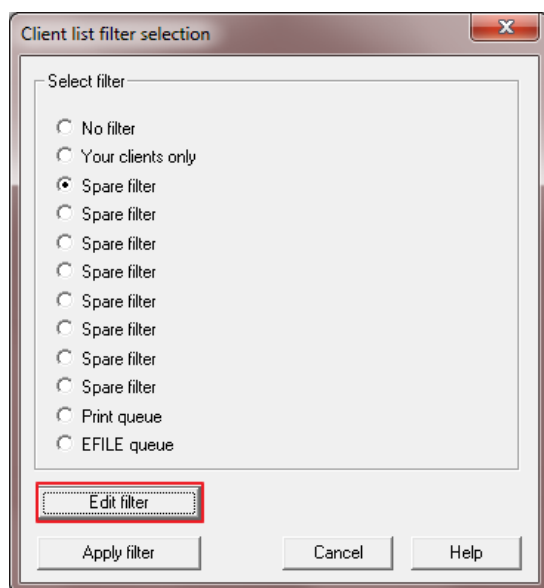 Client list filter selection
Select filter
No filter
Your clients only
Spare filter
Spare filter
Spare filter
Spare filter
Spare filter
Spare filter
Spare filter
Spare filter
Print queue
EFILE queue
Edit filter
Apply filter Cancel Help